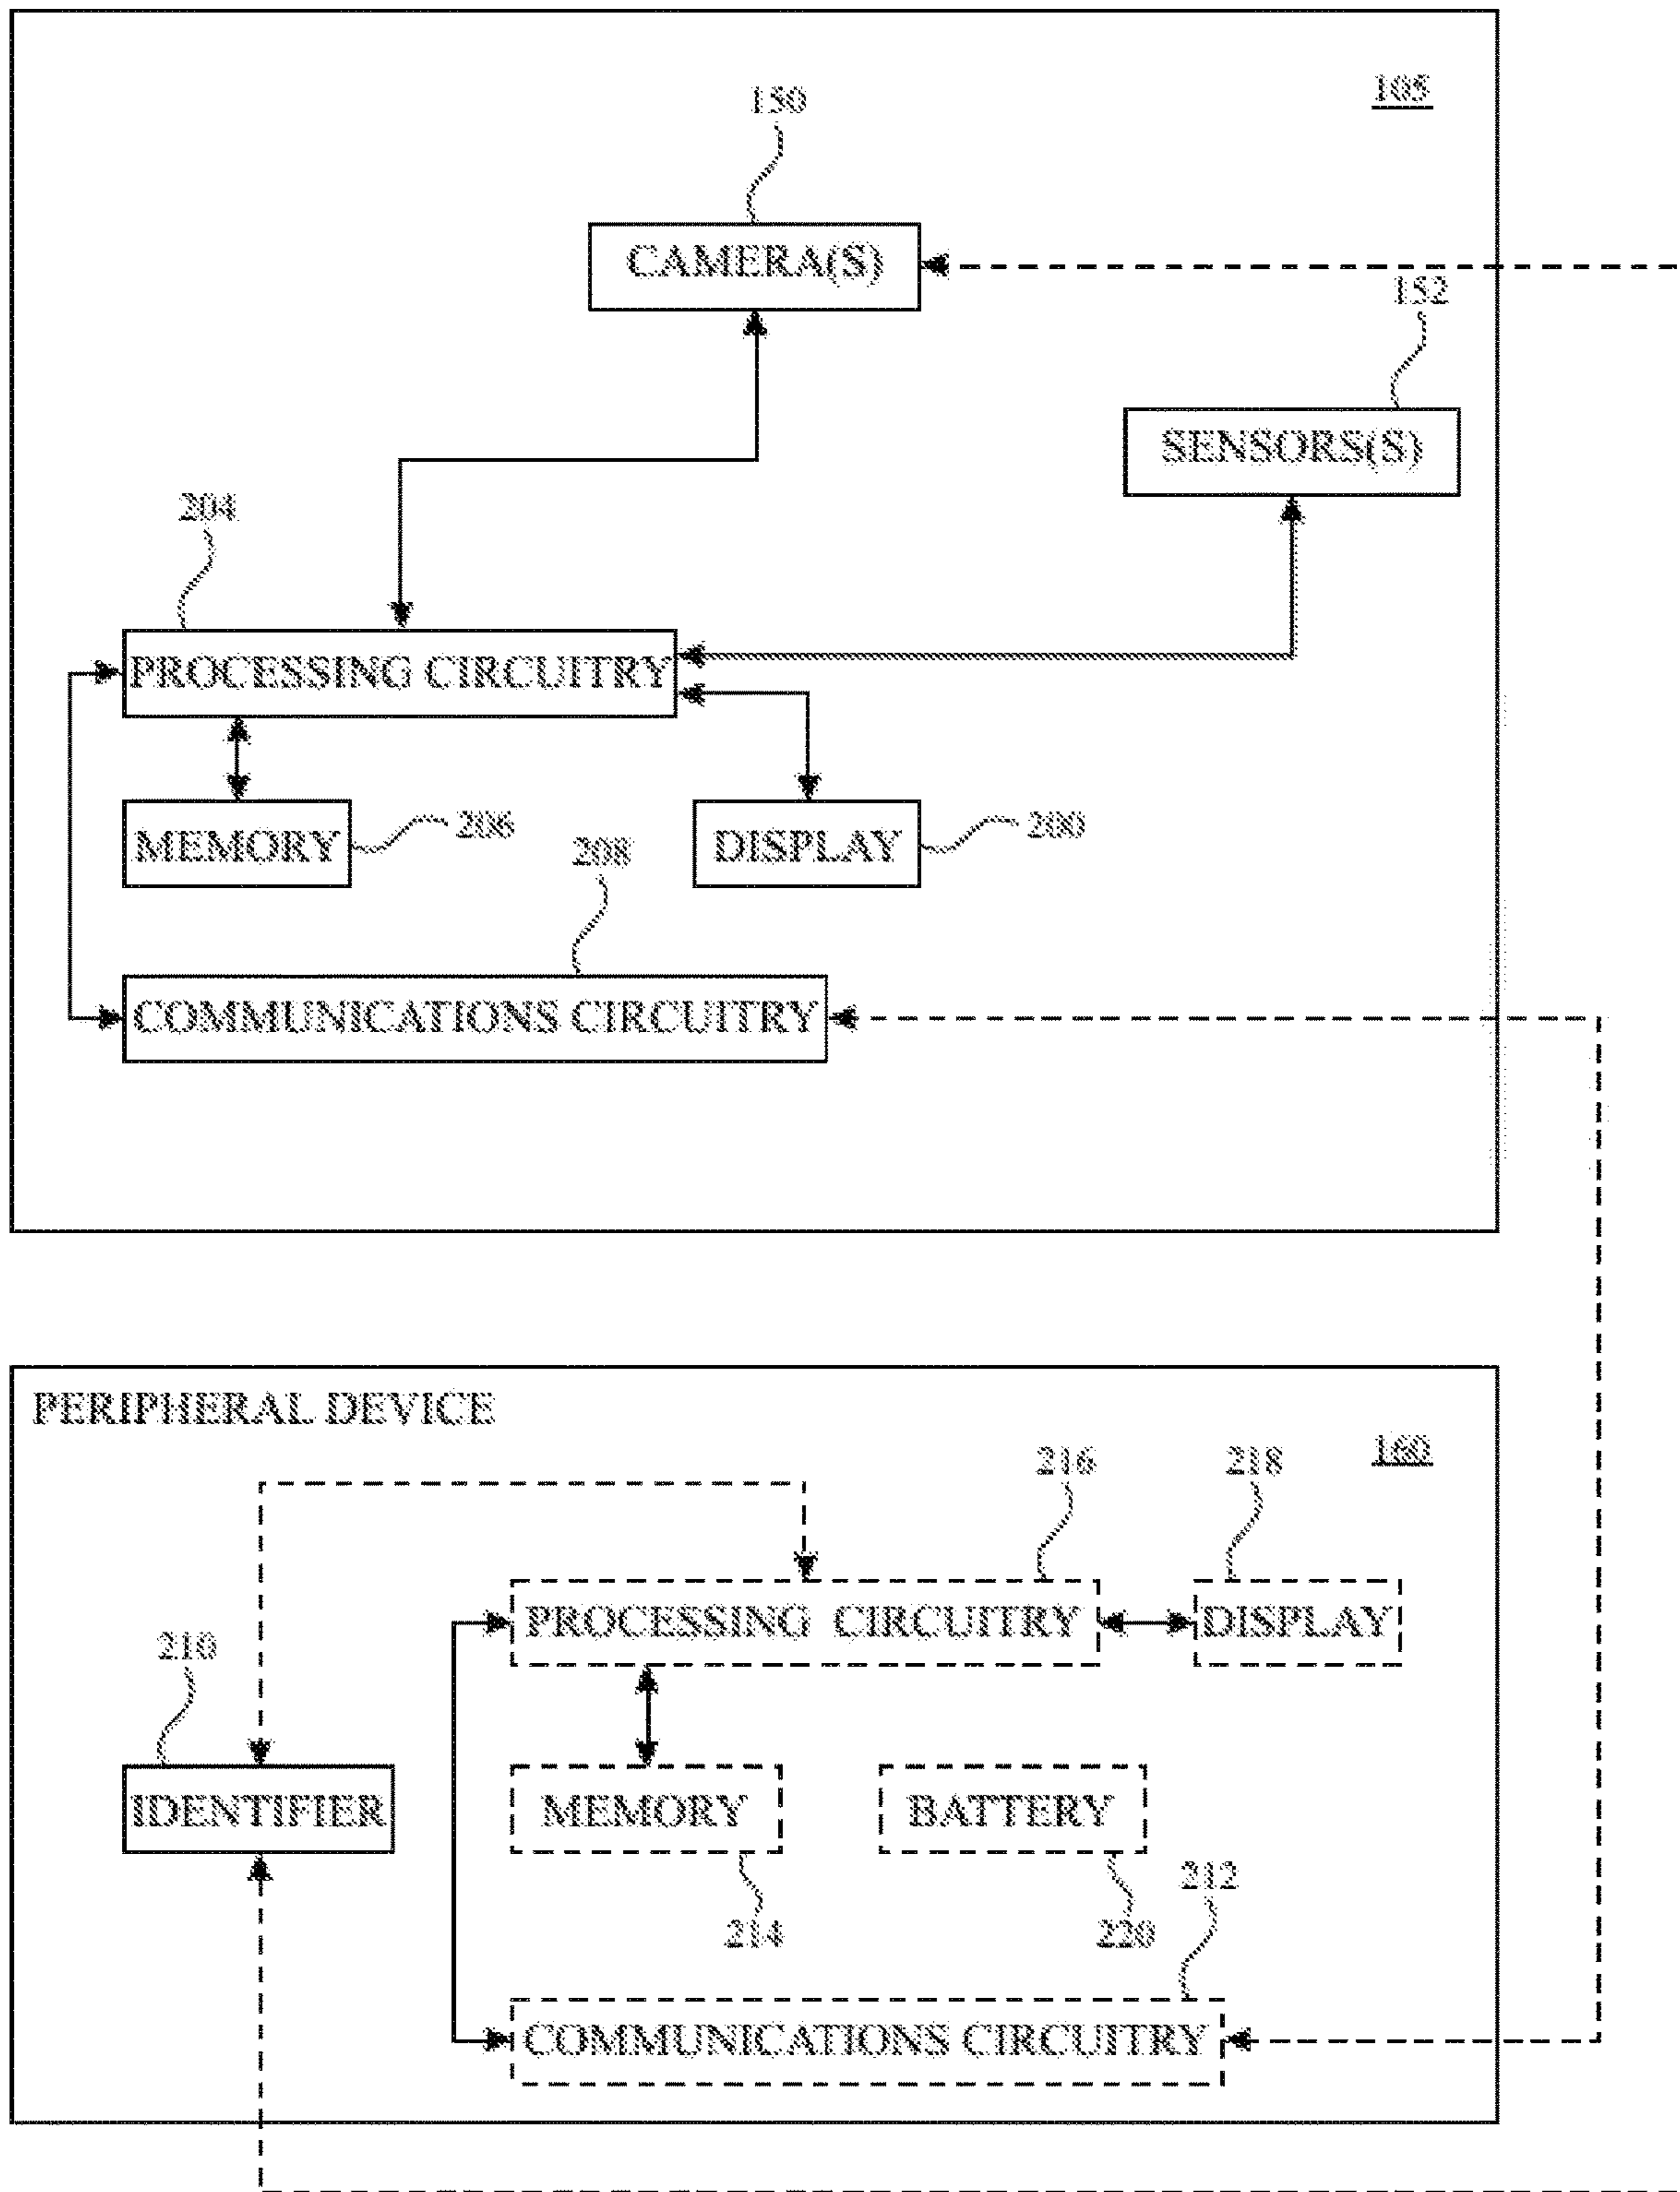 105
150
CAMERA(S)
152
SENSORS(S)
204
PROCESSING CIRCUITRY
MEMORY
206
DISPLAY
200
208
COMMUNICATIONS CIRCUITRY
PERIPHERAL DEVICE
160
216
218
PROCESSING CIRCUITRY
DISPLAY
210
IDENTIFIER
MEMORY
BATTERY
214
220
212
COMMUNICATIONS CIRCUITRY